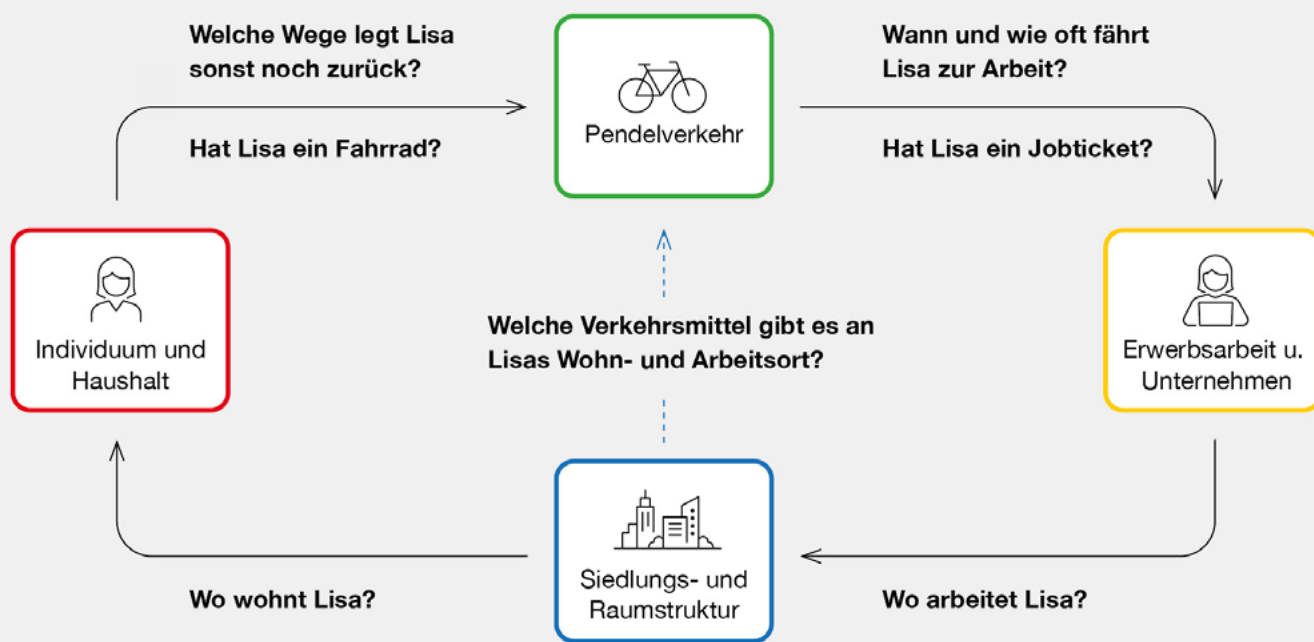 Welche Wege legt Lisa
sonst noch zurück?
Hat Lisa ein Fahrrad?
Pendelverkehr
Wann und wie oft fährt
Lisa zur Arbeit?
Hat Lisa ein Jobticket?
Individuum und
Haushalt
Welche Verkehrsmittel gibt es an
Lisas Wohn- und Arbeitsort?
Erwerbsarbeit u.
Unternehmen
Wo wohnt Lisa?
Siedlungs- und
Raumstruktur
Wo arbeitet Lisa?